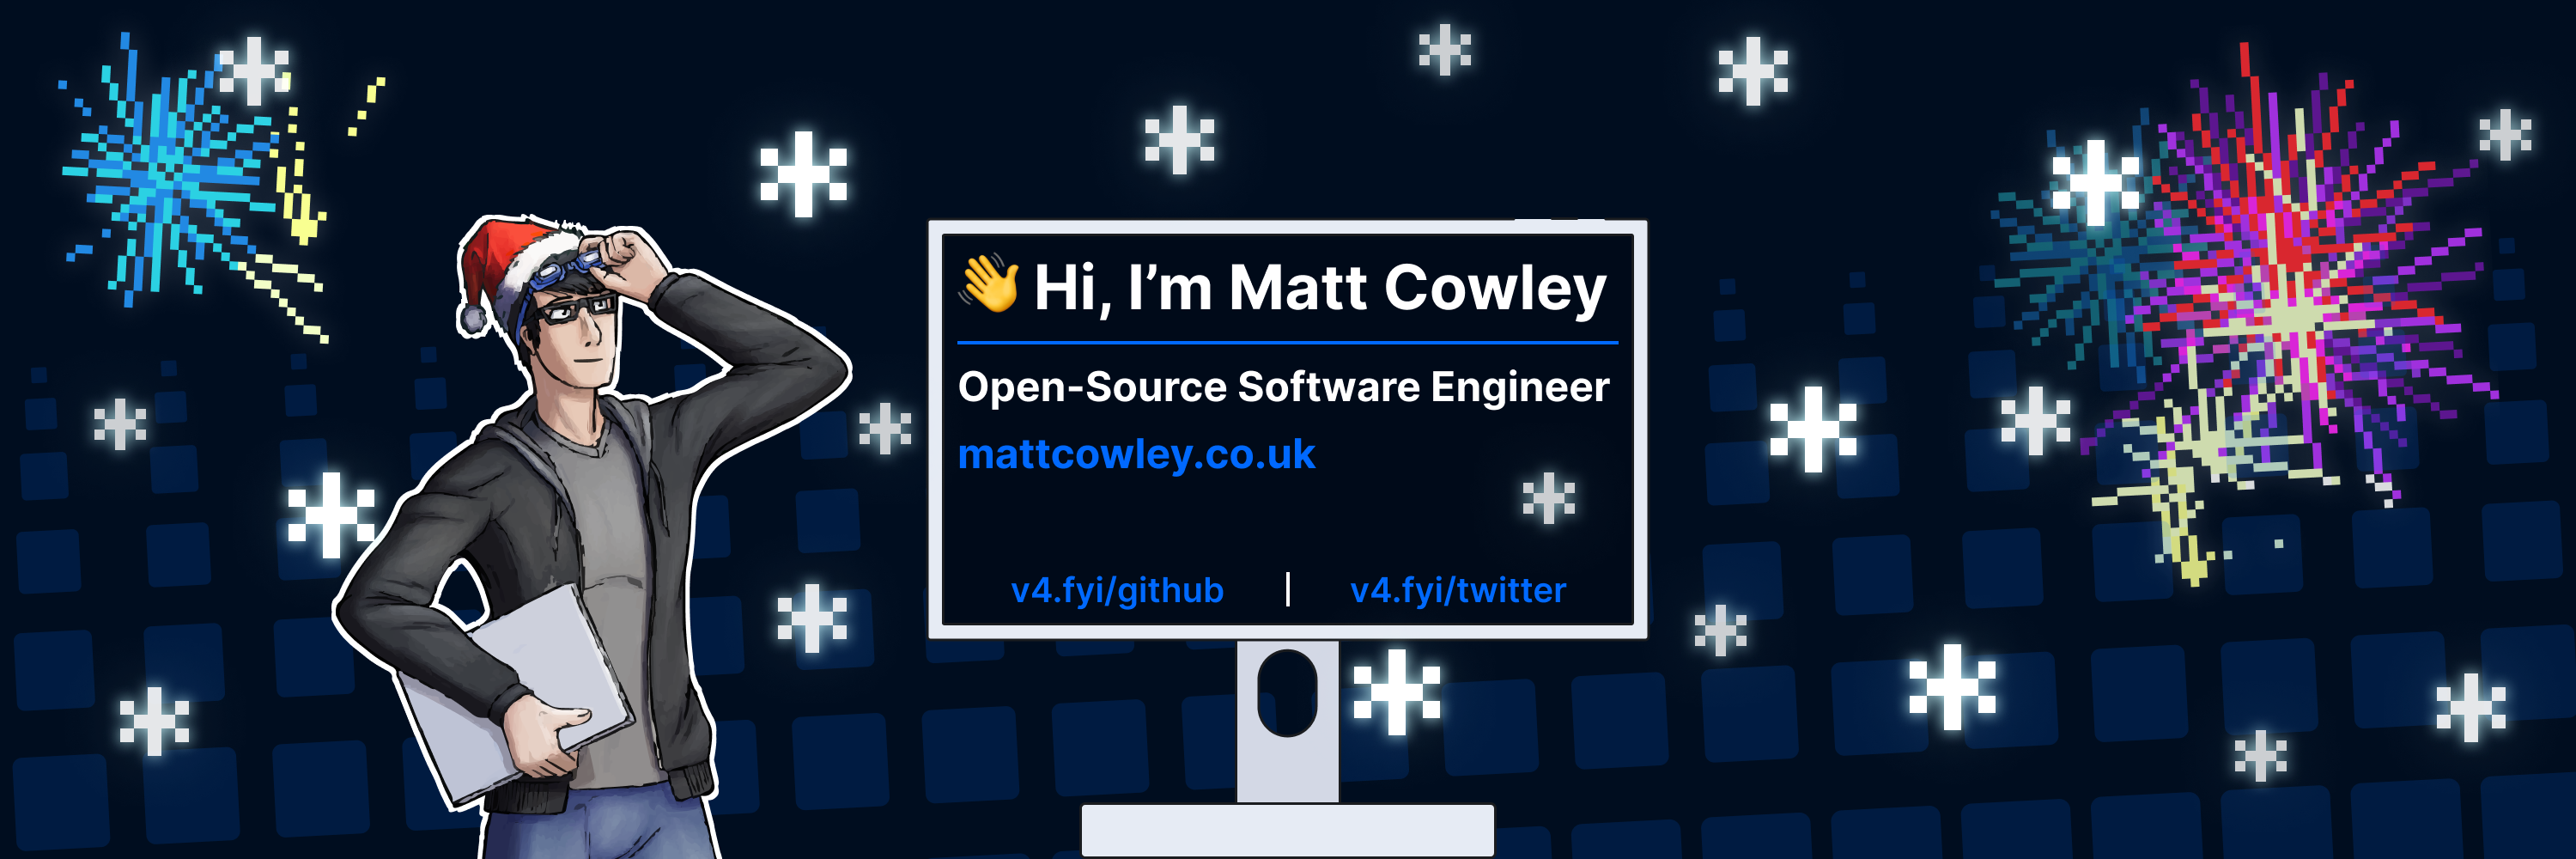 👋 Hi, I’m Matt Cowley
Open-Source Software Engineer
mattcowley.co.uk
v4.fyi/github | v4.fyi/twitter